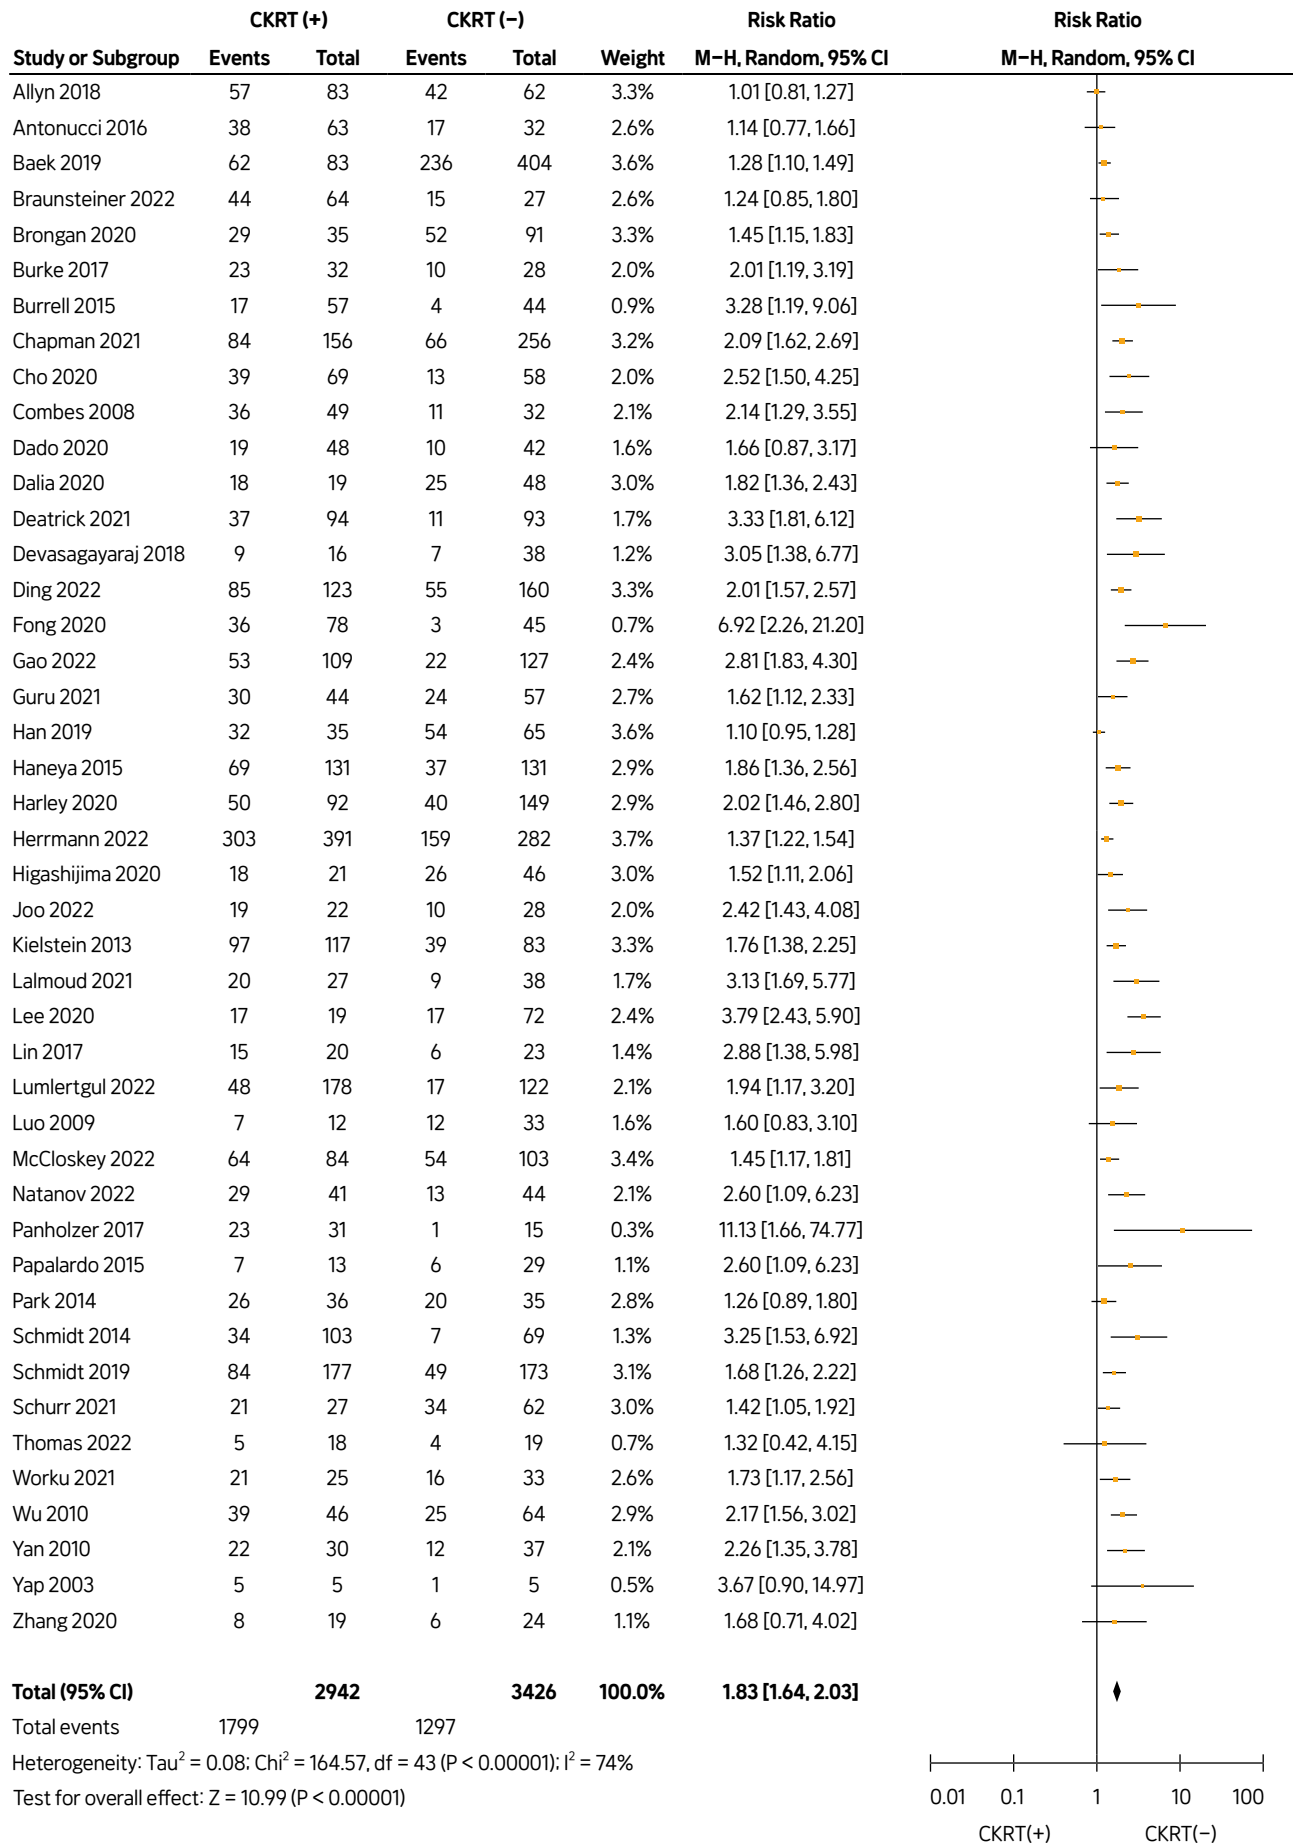 CKRT (+) CKRT (−) Risk Ratio Risk Ratio
Study or Subgroup Events Total Events Total Weight M−H, Random, 95% CI M−H, Random, 95% CI
Allyn 2018 57 83 42 62 3.3% 1.01 [0.81, 1.27]
Antonucci 2016 38 63 17 32 2.6% 1.14 [0.77, 1.66]
Baek 2019 62 83 236 404 3.6% 1.28 [1.10, 1.49]
Braunsteiner 2022 44 64 15 27 2.6% 1.24 [0.85, 1.80]
Brongan 2020 29 35 52 91 3.3% 1.45 [1.15, 1.83]
Burke 2017 23 32 10 28 2.0% 2.01 [1.19, 3.19]
Burrell 2015 17 57 4 44 0.9% 3.28 [1.19, 9.06]
Chapman 2021 84 156 66 256 3.2% 2.09 [1.62, 2.69]
Cho 2020 39 69 13 58 2.0% 2.52 [1.50, 4.25]
Combes 2008 36 49 11 32 2.1% 2.14 [1.29, 3.55]
Dado 2020 19 48 10 42 1.6% 1.66 [0.87, 3.17]
Dalia 2020 18 19 25 48 3.0% 1.82 [1.36, 2.43]
Deatrick 2021 37 94 11 93 1.7% 3.33 [1.81, 6.12]
Devasagayaraj 2018 9 16 7 38 1.2% 3.05 [1.38, 6.77]
Ding 2022 85 123 55 160 3.3% 2.01 [1.57, 2.57]
Fong 2020 36 78 3 45 0.7% 6.92 [2.26, 21.20]
Gao 2022 53 109 22 127 2.4% 2.81 [1.83, 4.30]
Guru 2021 30 44 24 57 2.7% 1.62 [1.12, 2.33]
Han 2019 32 35 54 65 3.6% 1.10 [0.95, 1.28]
Haneya 2015 69 131 37 131 2.9% 1.86 [1.36, 2.56]
Harley 2020 50 92 40 149 2.9% 2.02 [1.46, 2.80]
Herrmann 2022 303 391 159 282 3.7% 1.37 [1.22, 1.54]
Higashijima 2020 18 21 26 46 3.0% 1.52 [1.11, 2.06]
Joo 2022 19 22 10 28 2.0% 2.42 [1.43, 4.08]
Kielstein 2013 97 117 39 83 3.3% 1.76 [1.38, 2.25]
Lalmoud 2021 20 27 9 38 1.7% 3.13 [1.69, 5.77]
Lee 2020 17 19 17 72 2.4% 3.79 [2.43, 5.90]
Lin 2017 15 20 6 23 1.4% 2.88 [1.38, 5.98]
Lumlertgul 2022 48 178 17 122 2.1% 1.94 [1.17, 3.20]
Luo 2009 7 12 12 33 1.6% 1.60 [0.83, 3.10]
McCloskey 2022 64 84 54 103 3.4% 1.45 [1.17, 1.81]
Natanov 2022 29 41 13 44 2.1% 2.60 [1.09, 6.23]
Panholzer 2017 23 31 1 15 0.3% 11.13 [1.66, 74.77]
Papalardo 2015 7 13 6 29 1.1% 2.60 [1.09, 6.23]
Park 2014 26 36 20 35 2.8% 1.26 [0.89, 1.80]
Schmidt 2014 34 103 7 69 1.3% 3.25 [1.53, 6.92]
Schmidt 2019 84 177 49 173 3.1% 1.68 [1.26, 2.22]
Schurr 2021 21 27 34 62 3.0% 1.42 [1.05, 1.92]
Thomas 2022 5 18 4 19 0.7% 1.32 [0.42, 4.15]
Worku 2021 21 25 16 33 2.6% 1.73 [1.17, 2.56]
Wu 2010 39 46 25 64 2.9% 2.17 [1.56, 3.02]
Yan 2010 22 30 12 37 2.1% 2.26 [1.35, 3.78]
Yap 2003 5 5 1 5 0.5% 3.67 [0.90, 14.97]
Zhang 2020 8 19 6 24 1.1% 1.68 [0.71, 4.02]
Total (95% CI) 2942 3426 100.0% 1.83 [1.64, 2.03]
Total events 1799 1297
Heterogeneity: Tau² = 0.08; Chi² = 164.57, df = 43 (P < 0.00001); I² = 74%
Test for overall effect: Z = 10.99 (P < 0.00001)
0.01 0.1 1 10 100
CKRT(+) CKRT(−)